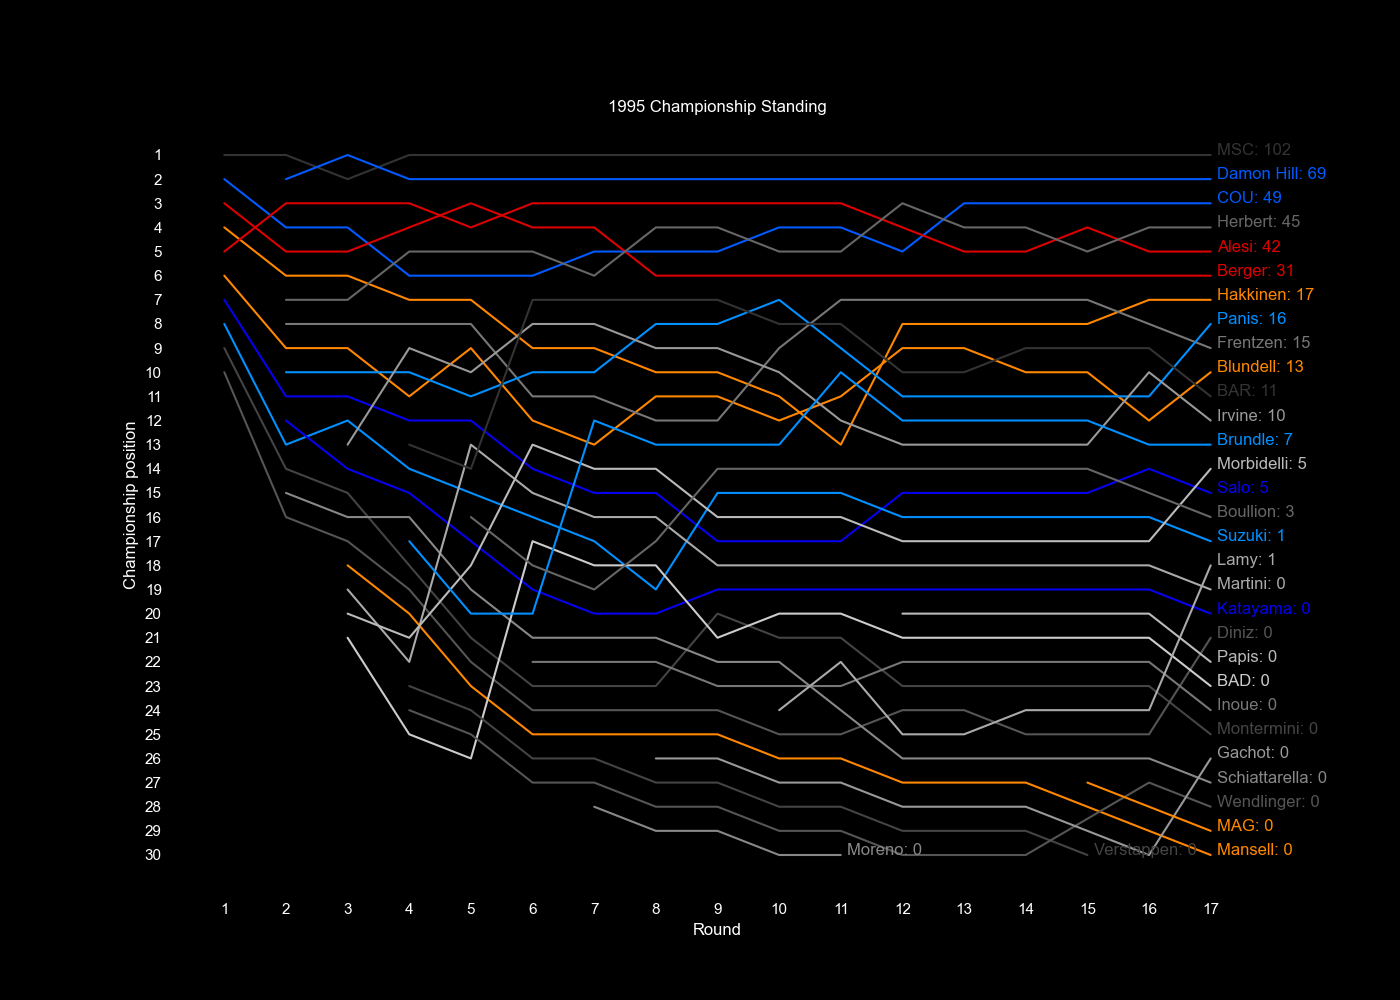 1995 Championship Standing
1
2
3
4
5
6
7
8
9
10
11
12
13
14
15
16
17
18
19
20
21
22
23
24
25
26
27
28
29
30
Championship position
MSC: 102
Damon Hill: 69
COU: 49
Herbert: 45
Alesi: 42
Berger: 31
Hakkinen: 17
Panis: 16
Frentzen: 15
Blundell: 13
BAR: 11
Irvine: 10
Brundle: 7
Morbidelli: 5
Salo: 5
Boullion: 3
Suzuki: 1
Lamy: 1
Martini: 0
Katayama: 0
Diniz: 0
Papis: 0
BAD: 0
Inoue: 0
Montermini: 0
Gachot: 0
Schiattarella: 0
Wendlinger: 0
MAG: 0
Moreno: 0 Verstappen: 0 Mansell: 0
1 2 3 4 5 6 7 8 9 10 11 12 13 14 15 16 17
Round